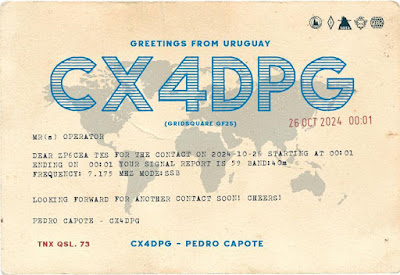 GREETINGS FROM URUGUAY
CX4DPG
(GRIDSQUARE GF25)
26 OCT 2024 00:01
MR(s) OPERATOR
DEAR ZP6CEA TXS FOR THE CONTACT ON 2024-10-26 STARTING AT 00:01
ENDING ON 00:01 YOUR SIGNAL REPORT IS 59 BAND:40m
FREQUENCY: 7.175 MHZ MODE:SSB
LOOKING FORWARD FOR ANOTHER CONTACT SOON! CHEERS!
PEDRO CAPOTE - CX4DPG
TNX QSL. 73
CX4DPG - PEDRO CAPOTE